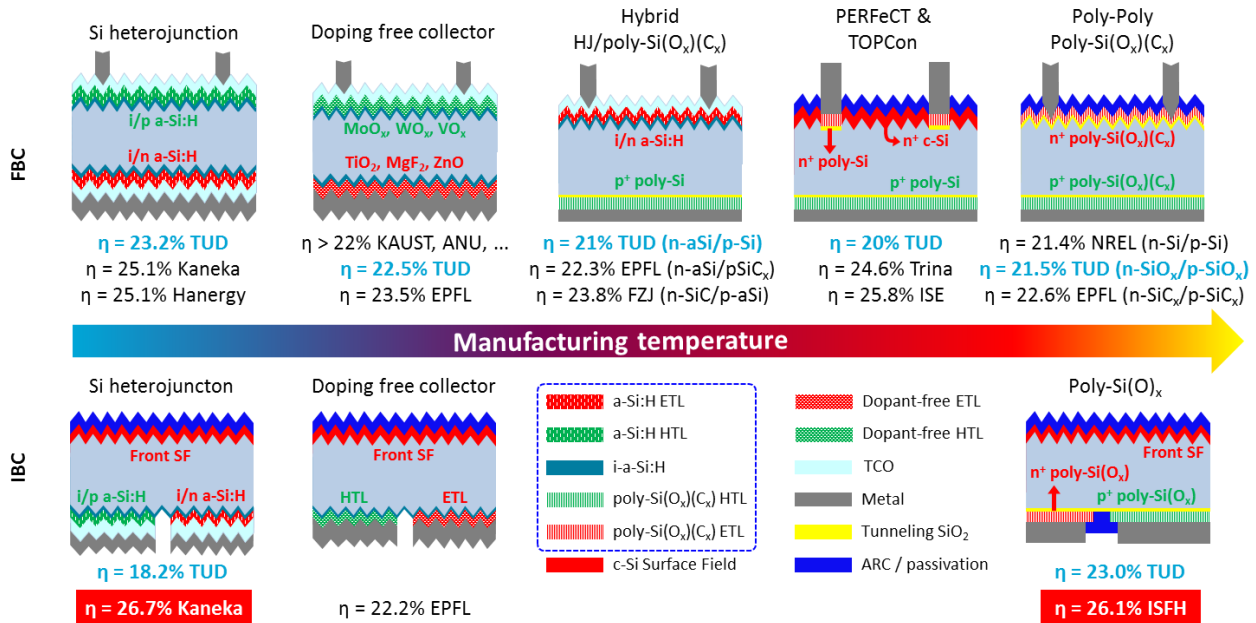 Si heterojunction
i/p a-Si:H
i/n a-Si:H
η = 23.2% TUD
η = 25.1% Kaneka
η = 25.1% Hanergy
Doping free collector
MoOₓ, WOₓ, VOₓ
TiO₂, MgF₂, ZnO
η > 22% KAUST, ANU, ...
η = 22.5% TUD
η = 23.5% EPFL
Hybrid
HJ/poly-Si(Oₓ)(Cₓ)
i/n a-Si:H
p⁺ poly-Si
η = 21% TUD (n-aSi/p-Si)
η = 22.3% EPFL (n-aSi/pSiCₓ)
η = 23.8% FZJ (n-SiC/p-aSi)
PERFeCT &
TOPCon
n⁺ c-Si
n⁺ poly-Si
p⁺ poly-Si
η = 20% TUD
η = 24.6% Trina
η = 25.8% ISE
Poly-Poly
Poly-Si(Oₓ)(Cₓ)
n⁺ poly-Si(Oₓ)(Cₓ)
p⁺ poly-Si(Oₓ)(Cₓ)
η = 21.4% NREL (n-Si/p-Si)
η = 21.5% TUD (n-SiOₓ/p-SiOₓ)
η = 22.6% EPFL (n-SiCₓ/p-SiCₓ)
FBC
Manufacturing temperature
IBC
Si heterojuncton
Front SF
i/p a-Si:H
i/n a-Si:H
η = 18.2% TUD
η = 26.7% Kaneka
Doping free collector
Front SF
HTL
ETL
η = 22.2% EPFL
a-Si:H ETL
a-Si:H HTL
i-a-Si:H
poly-Si(Oₓ)(Cₓ) HTL
poly-Si(Oₓ)(Cₓ) ETL
c-Si Surface Field
Dopant-free ETL
Dopant-free HTL
TCO
Metal
Tunneling SiO₂
ARC / passivation
Poly-Si(O)ₓ
Front SF
n⁺ poly-Si(Oₓ)
p⁺ poly-Si(Oₓ)
η = 23.0% TUD
η = 26.1% ISFH